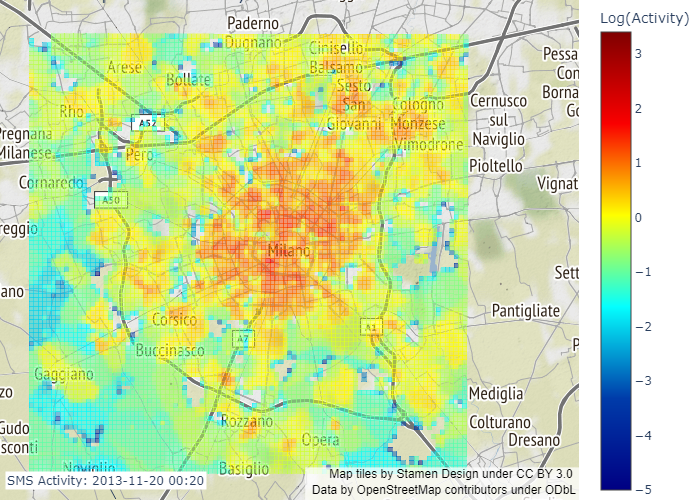 Paderno
Dugnano
Cinisello
Balsamo
Arese
Bollate
Sesto
San
Giovanni
Rho
A52
Cologno
Monzese
Vimodrone
Pero
Pregnana
Milanese
Cornaredo
A50
Cernusco
sul
Naviglio
Pioltello
Pessa
Con
Borna
Go
Vignat
reggio
Milano
Sett
ano
Corsico
A7
A1
Pantigliate
Buccinasco
P
Gaggiano
zo
Mediglia
Rozzano
Colturano
Gudo
sconti
Opera
Dresano
Noviglio
Basiglio
SMS Activity: 2013-11-20 00:20
Map tiles by Stamen Design under CC BY 3.0
Data by OpenStreetMap contributors under ODbL
Log(Activity)
3
2
1
0
−1
−2
−3
−4
−5